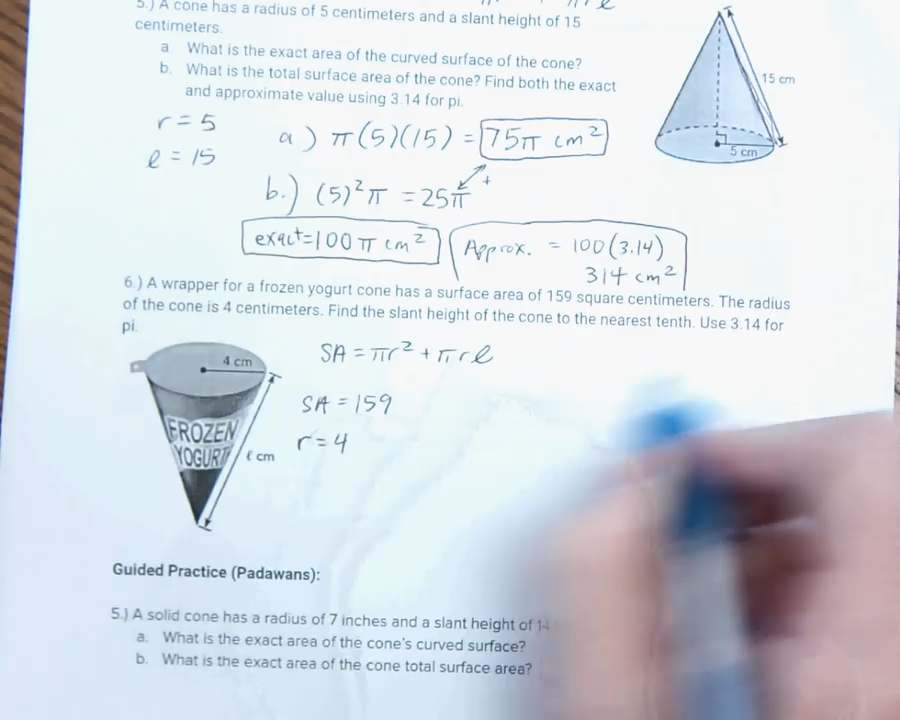 5.) A cone has a radius of 5 centimeters and a slant height of 15
centimeters.
a. What is the exact area of the curved surface of the cone?
b. What is the total surface area of the cone? Find both the exact
and approximate value using 3.14 for pi.
15 cm
5 cm
r = 5
l = 15
a) π(5)(15) = 75π cm²
b.) (5)²π = 25π
+
exact = 100π cm²
Approx. = 100(3.14)
314 cm²
6.) A wrapper for a frozen yogurt cone has a surface area of 159 square centimeters. The radius
of the cone is 4 centimeters. Find the slant height of the cone to the nearest tenth. Use 3.14 for
pi.
4 cm
FROZEN
YOGURT
ℓ cm
SA = πr² + πrl
SA = 159
r = 4
Guided Practice (Padawans):
5.) A solid cone has a radius of 7 inches and a slant height of
a. What is the exact area of the cone's curved surface?
b. What is the exact area of the cone total surface area?